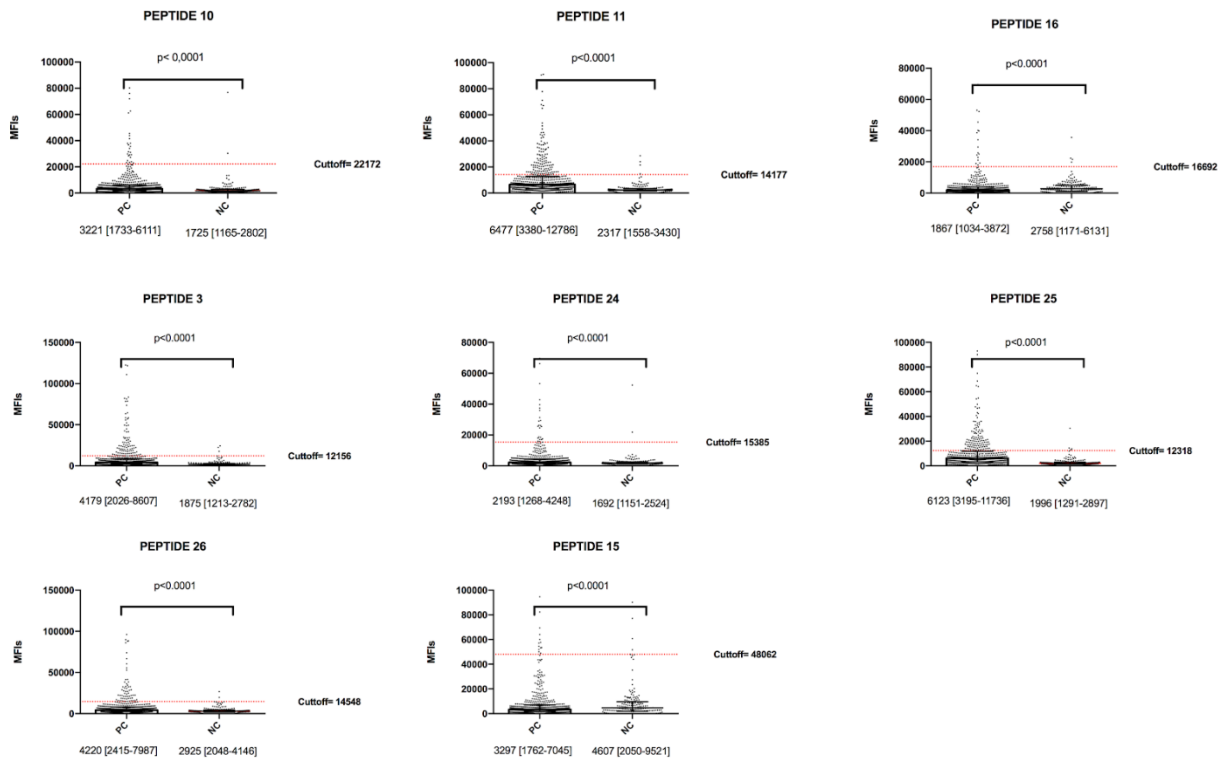 PEPTIDE 10
p< 0,0001
MFIs
100000
80000
60000
40000
20000
0
Cuttoff= 22172
PC
NC
3221 [1733-6111]
1725 [1165-2802]
PEPTIDE 11
p<0.0001
MFIs
100000
80000
60000
40000
20000
0
Cuttoff= 14177
PC
NC
6477 [3380-12786]
2317 [1558-3430]
PEPTIDE 16
p<0.0001
MFIs
80000
60000
40000
20000
0
Cuttoff= 16692
PC
NC
1867 [1034-3872]
2758 [1171-6131]
PEPTIDE 3
p<0.0001
MFIs
150000
100000
50000
0
Cuttoff= 12156
PC
NC
4179 [2026-8607]
1875 [1213-2782]
PEPTIDE 24
p<0.0001
MFIs
80000
60000
40000
20000
0
Cuttoff= 15385
PC
NC
2193 [1268-4248]
1692 [1151-2524]
PEPTIDE 25
p<0.0001
MFIs
100000
80000
60000
40000
20000
0
Cuttoff= 12318
PC
NC
6123 [3195-11736]
1996 [1291-2897]
PEPTIDE 26
p<0.0001
MFIs
150000
100000
50000
0
Cuttoff= 14548
PC
NC
4220 [2415-7987]
2925 [2048-4146]
PEPTIDE 15
p<0.0001
MFIs
100000
80000
60000
40000
20000
0
Cuttoff= 48062
PC
NC
3297 [1762-7045]
4607 [2050-9521]